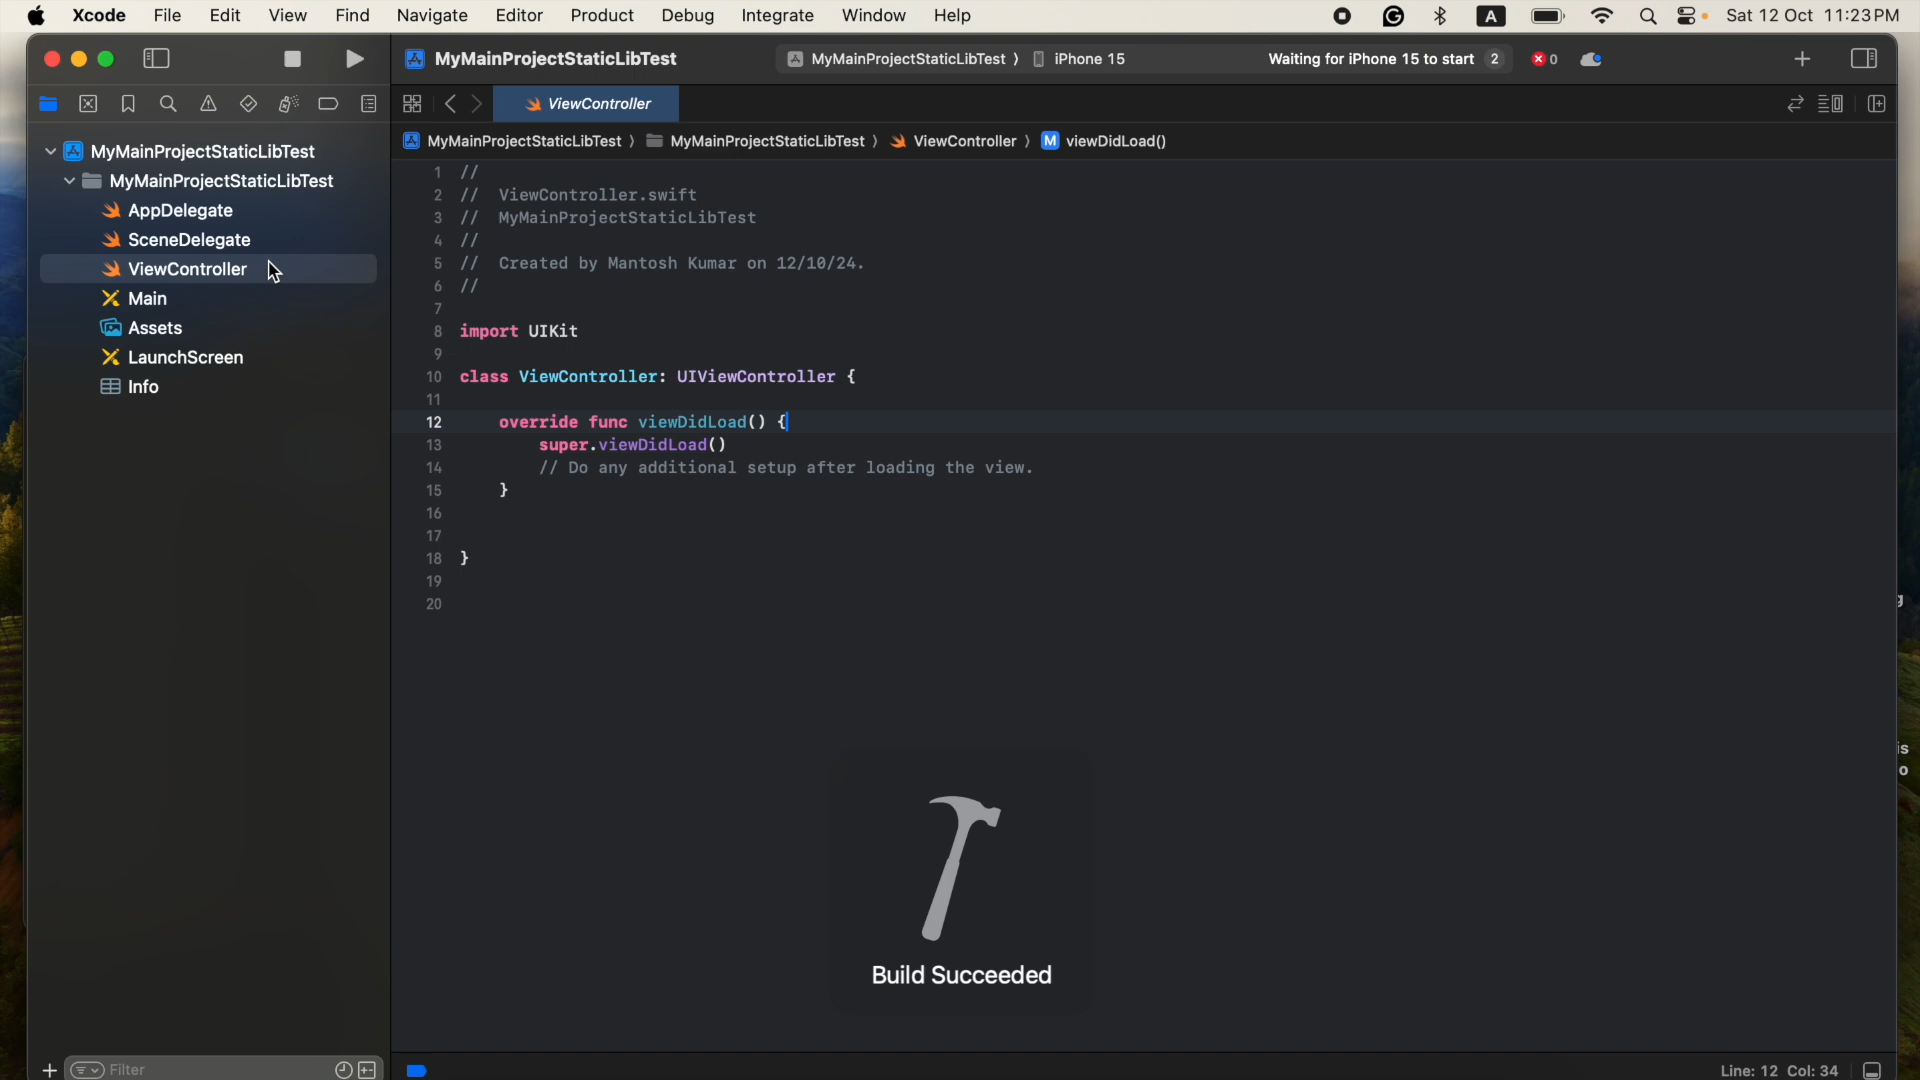 Xcode File Edit View Find Navigate Editor Product Debug Integrate Window Help A Sat 12 Oct 11:23 PM
MyMainProjectStaticLibTest MyMainProjectStaticLibTest 〉 iPhone 15 Waiting for iPhone 15 to start 2 0
ViewController
MyMainProjectStaticLibTest 〉 MyMainProjectStaticLibTest 〉 ViewController 〉 M viewDidLoad()
MyMainProjectStaticLibTest
MyMainProjectStaticLibTest
AppDelegate
SceneDelegate
ViewController
Main
Assets
LaunchScreen
Info
1 //
2 // ViewController.swift
3 // MyMainProjectStaticLibTest
4 //
5 // Created by Mantosh Kumar on 12/10/24.
6 //
7
8 import UIKit
9
10 class ViewController: UIViewController {
11
12 override func viewDidLoad() {
13 super.viewDidLoad()
14 // Do any additional setup after loading the view.
15 }
16
17
18 }
19
20
Build Succeeded
Filter
Line: 12 Col: 34